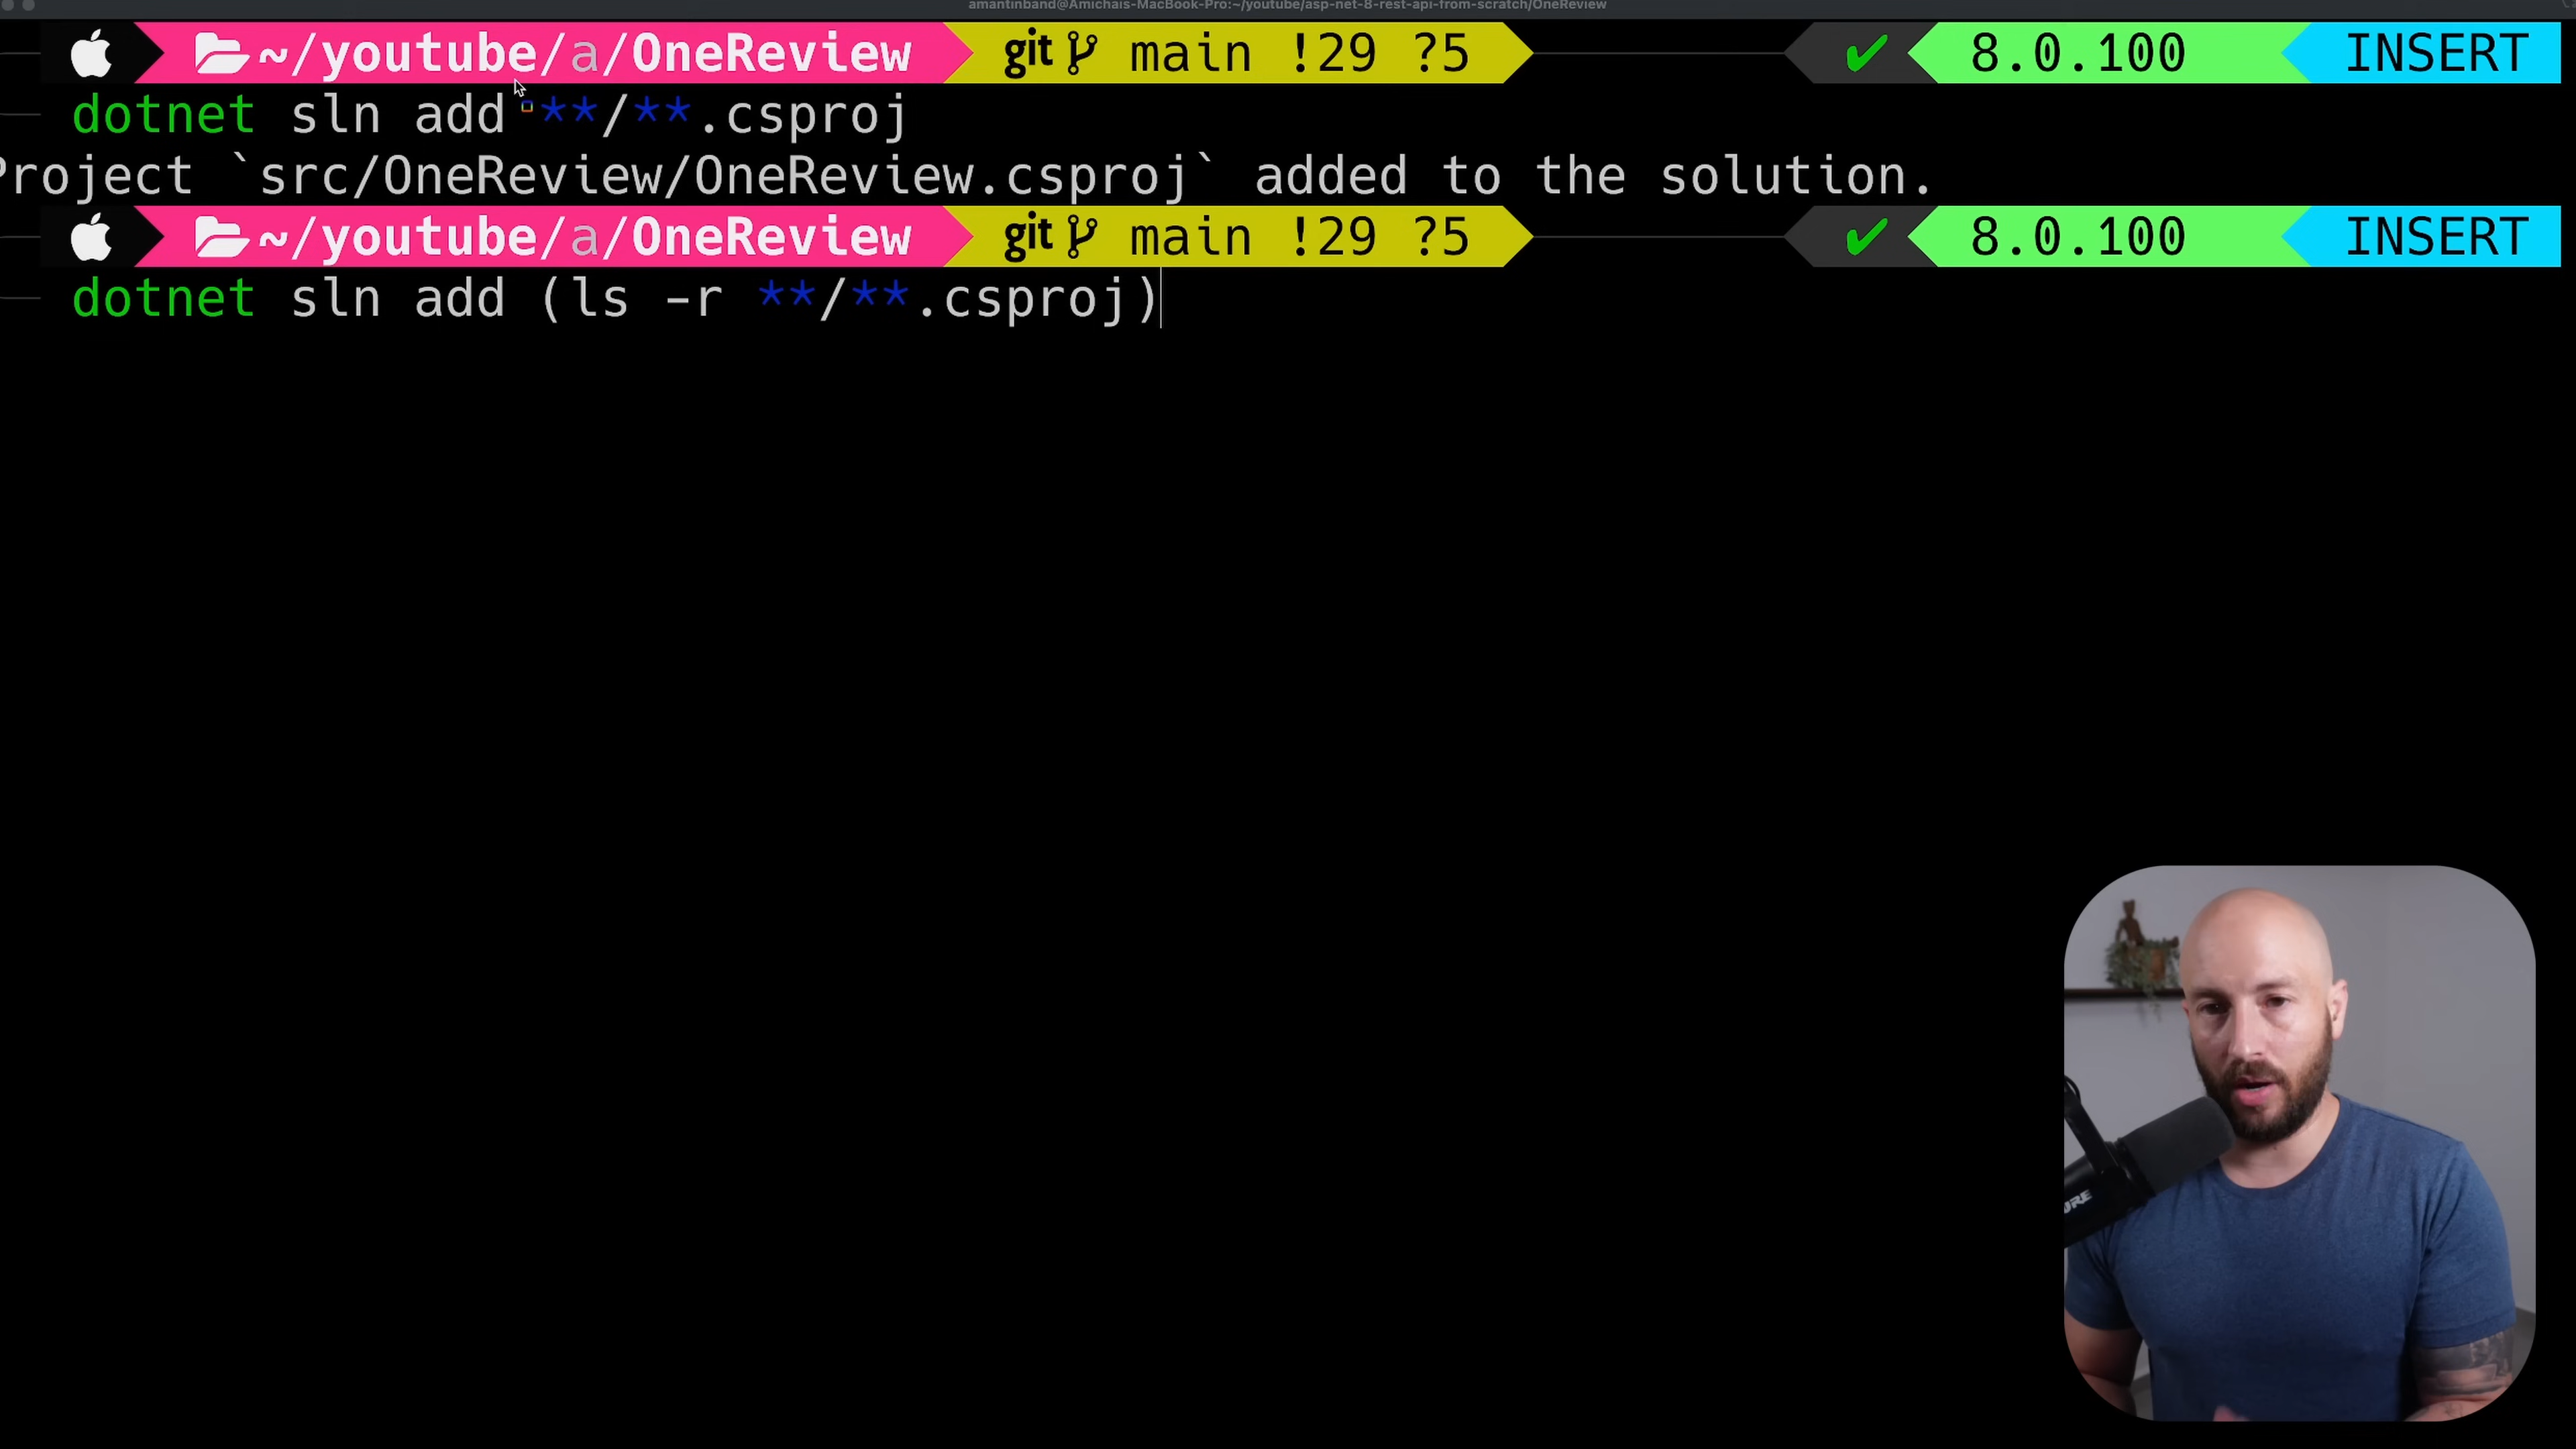 amantinband@Amichais-MacBook-Pro:~/youtube/asp-net-8-rest-api-from-scratch/OneReview
~/youtube/a/OneReview git main !29 ?5 ✔ 8.0.100 INSERT
dotnet sln add **/**.csproj
Project `src/OneReview/OneReview.csproj` added to the solution.
~/youtube/a/OneReview git main !29 ?5 ✔ 8.0.100 INSERT
dotnet sln add (ls -r **/**.csproj)